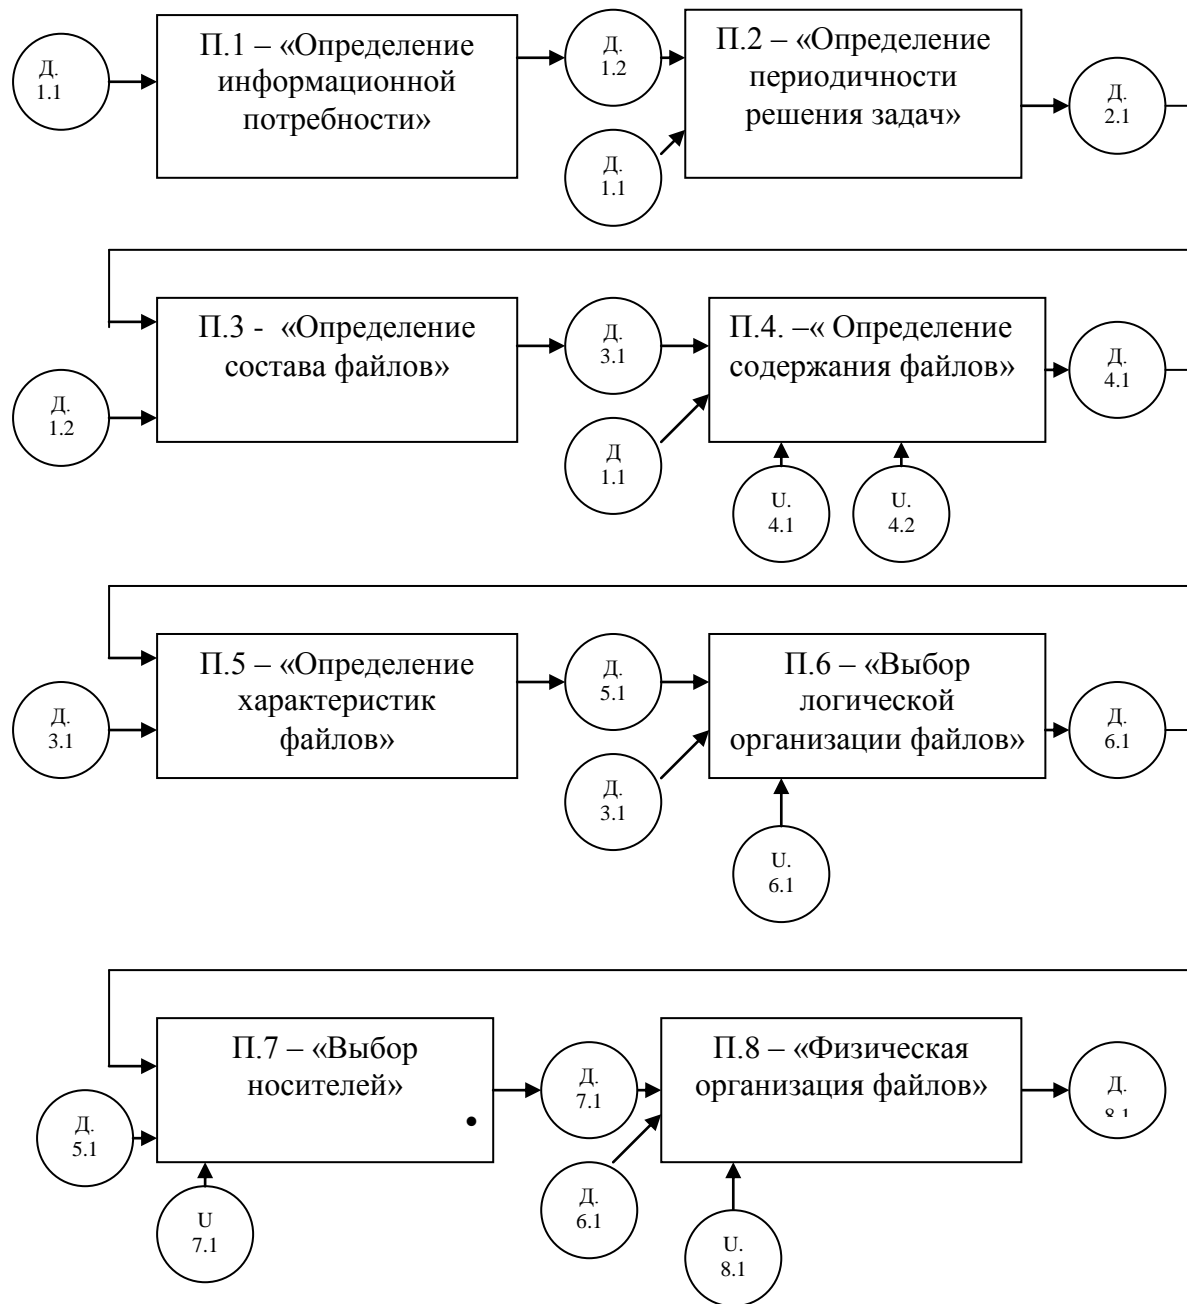 Д.
1.1
П.1 – «Определение
информационной
потребности»
Д.
1.2
Д.
1.1
П.2 – «Определение
периодичности
решения задач»
Д.
2.1
П.3 - «Определение
состава файлов»
Д.
1.2
Д.
3.1
Д
1.1
П.4. –« Определение
содержания файлов»
Д.
4.1
U.
4.1
U.
4.2
П.5 – «Определение
характеристик
файлов»
Д.
3.1
Д.
5.1
Д.
3.1
П.6 – «Выбор
логической
организации файлов»
Д.
6.1
U.
6.1
П.7 – «Выбор
носителей»
Д.
5.1
U
7.1
Д.
7.1
Д.
6.1
П.8 – «Физическая
организация файлов»
Д.
8.1
U.
8.1